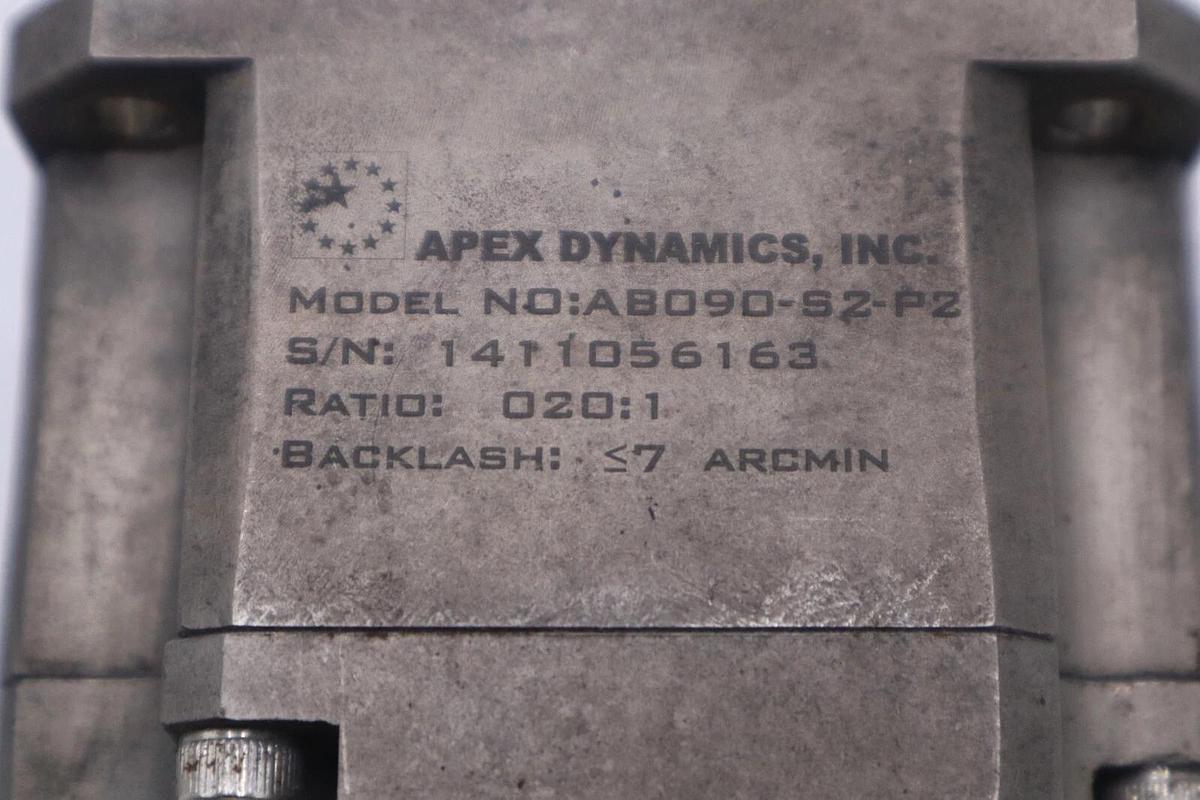 APEX DYNAMICS, INC.
MODEL NO:AB090-S2-P2
S/N: 1411056163
RATIO: 020:1
BACKLASH: ≤7 ARCMIN